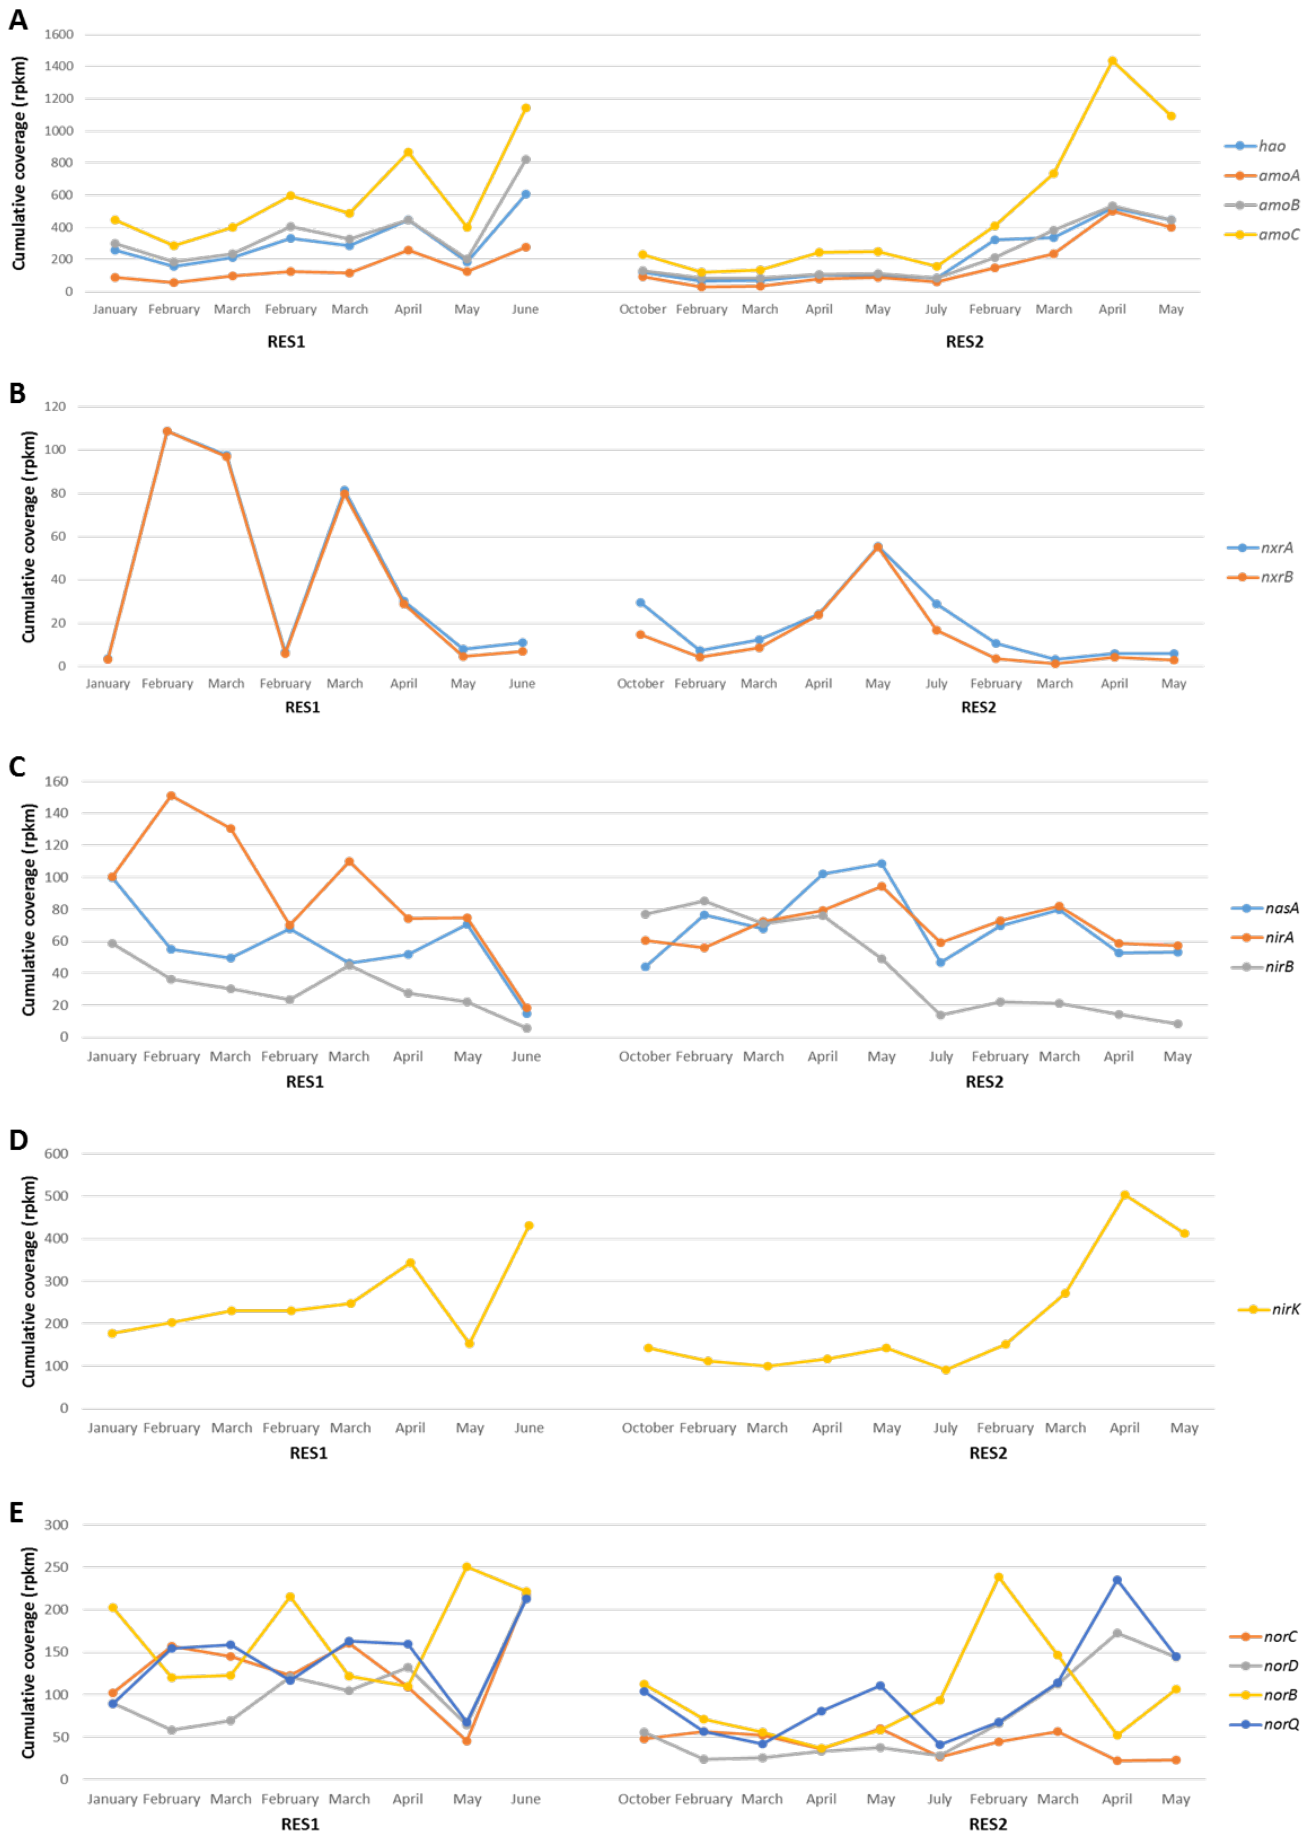 A
Cumulative coverage (rpkm)
1600
1400
1200
1000
800
600
400
200
0
January February March February March April May June
October February March April May July February March April May
RES1
RES2
hao
amoA
amoB
amoC
B
Cumulative coverage (rpkm)
120
100
80
60
40
20
0
January February March February March April May June
October February March April May July February March April May
RES1
RES2
nxrA
nxrB
C
Cumulative coverage (rpkm)
160
140
120
100
80
60
40
20
0
January February March February March April May June
October February March April May July February March April May
RES1
RES2
nasA
nirA
nirB
D
Cumulative coverage (rpkm)
600
500
400
300
200
100
0
January February March February March April May June
October February March April May July February March April May
RES1
RES2
nirK
E
Cumulative coverage (rpkm)
300
250
200
150
100
50
0
January February March February March April May June
October February March April May July February March April May
RES1
RES2
norC
norD
norB
norQ